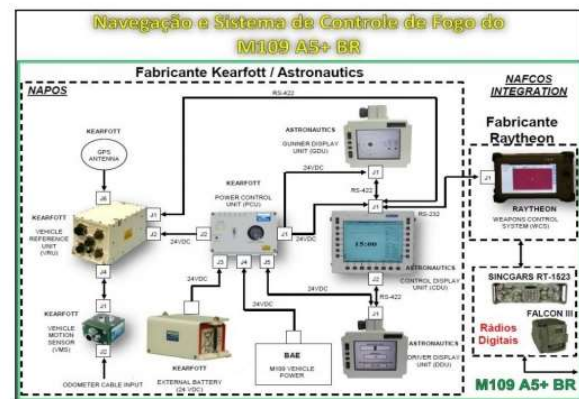 Navegação e Sistema de Controle de Fogo do
M109 A5+ BR
Fabricante Kearfott / Astronautics
NAPOS
NAFCOS
INTEGRATION
RS-422
Fabricante
Raytheon
KEARFOTT
GPS
ANTENNA
J5
KEARFOTT
VEHICLE
REFERENCE
UNIT
(VRU)
J1
J2
J4
24VDC
KEARFOTT
POWER CONTROL
UNIT (PCU)
J2
J1
J3
J4
J5
24VDC
24VDC
ASTRONAUTICS
GUNNER DISPLAY
UNIT (GDU)
J1
RS-422
J1
RS-232
15:00
ASTRONAUTICS
CONTROL DISPLAY
UNIT (CDU)
J2
RS-422
J1
24VDC
ASTRONAUTICS
DRIVER DISPLAY
UNIT (DDU)
J1
RAYTHEON
WEAPONS CONTROL
SYSTEM (WCS)
SINCGARS RT-1523
FALCON III
Rádios
Digitais
KEARFOTT
VEHICLE
MOTION
SENSOR
(VMS)
J1
J2
ODOMETER CABLE INPUT
24VDC
KEARFOTT
EXTERNAL BATTERY
(24 VDC)
24VDC
BAE
M109 VEHICLE
POWER
M109 A5+ BR